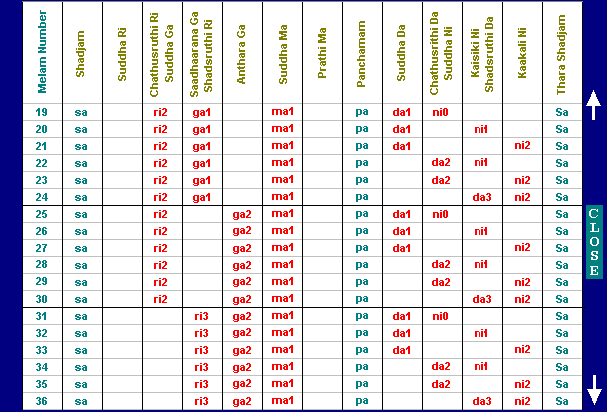 Melam Number Shadjam Suddha Ri Chathusruthi Ri Suddha Ga Saadhaarana Ga Shadsruthi Ri Anthara Ga Suddha Ma Prathi Ma Panchamam Suddha Da Chathusrithi Da Suddha Ni Kaisiki Ni Shadsruthi Da Kaakali Ni Thara Shadjam
19 sa ri2 ga1 ma1 pa da1 ni0 Sa
20 sa ri2 ga1 ma1 pa da1 ni1 Sa
21 sa ri2 ga1 ma1 pa da1 ni2 Sa
22 sa ri2 ga1 ma1 pa da2 ni1 Sa
23 sa ri2 ga1 ma1 pa da2 ni2 Sa
24 sa ri2 ga1 ma1 pa da3 ni2 Sa
25 sa ri2 ga2 ma1 pa da1 ni0 Sa
26 sa ri2 ga2 ma1 pa da1 ni1 Sa
27 sa ri2 ga2 ma1 pa da1 ni2 Sa
28 sa ri2 ga2 ma1 pa da2 ni1 Sa
29 sa ri2 ga2 ma1 pa da2 ni2 Sa
30 sa ri2 ga2 ma1 pa da3 ni2 Sa
31 sa ri3 ga2 ma1 pa da1 ni0 Sa
32 sa ri3 ga2 ma1 pa da1 ni1 Sa
33 sa ri3 ga2 ma1 pa da1 ni2 Sa
34 sa ri3 ga2 ma1 pa da2 ni1 Sa
35 sa ri3 ga2 ma1 pa da2 ni2 Sa
36 sa ri3 ga2 ma1 pa da3 ni2 Sa
CLOSE